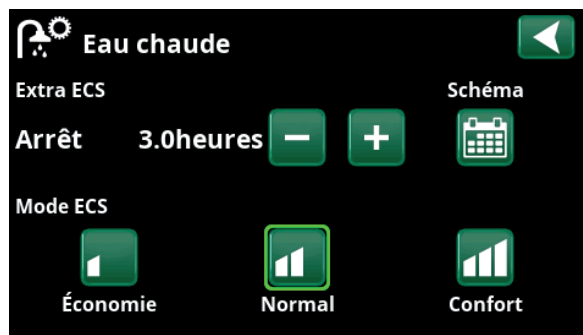 Eau chaude
Extra ECS Schéma
Arrêt 3.0heures − +
Mode ECS
Économie Normal Confort